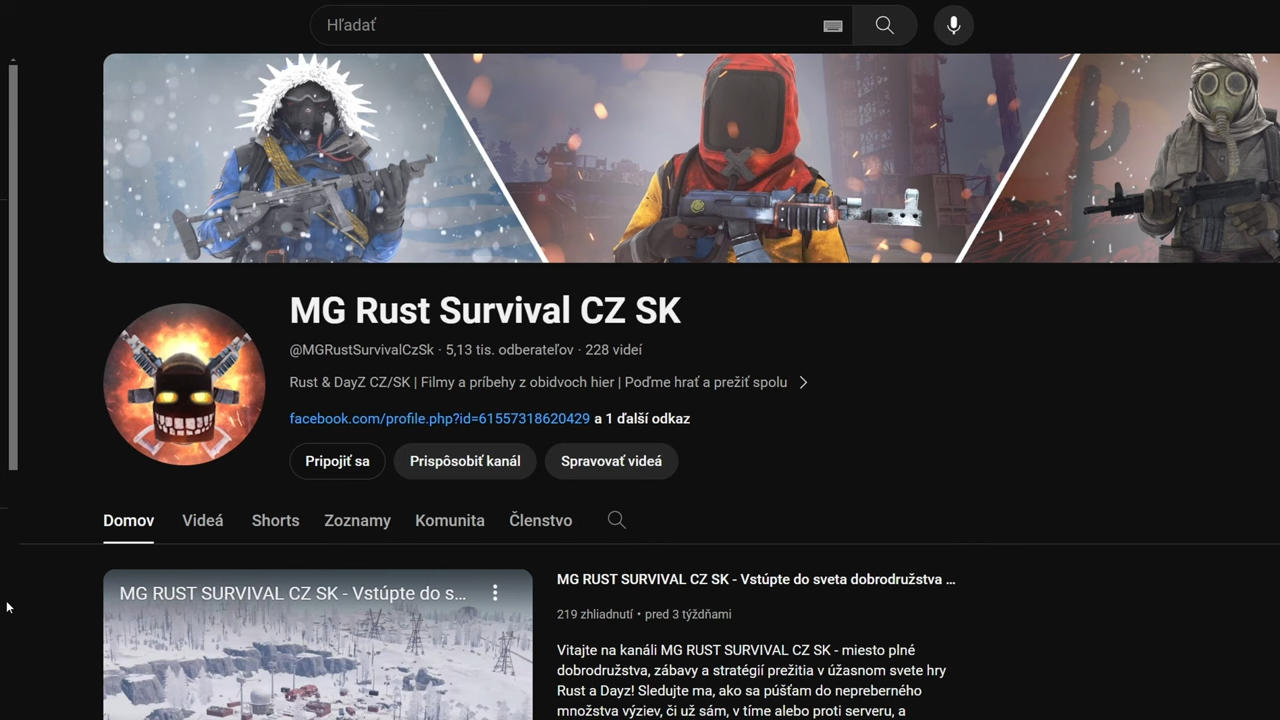 Hľadať
MG Rust Survival CZ SK
@MGRustSurvivalCzSk · 5,13 tis. odberateľov · 228 videí
Rust & DayZ CZ/SK | Filmy a príbehy z obidvoch hier | Poďme hrať a prežiť spolu
facebook.com/profile.php?id=61557318620429 a 1 ďalší odkaz
Pripojiť sa Prispôsobiť kanál Spravovať videá
Domov Videá Shorts Zoznamy Komunita Členstvo
MG RUST SURVIVAL CZ SK - Vstúpte do s...
MG RUST SURVIVAL CZ SK - Vstúpte do sveta dobrodružstva ...
219 zhliadnutí • pred 3 týždňami
Vitajte na kanáli MG RUST SURVIVAL CZ SK - miesto plné
dobrodružstva, zábavy a stratégií prežitia v úžasnom svete hry
Rust a Dayz! Sledujte ma, ako sa púšťam do nepreberného
množstva výziev, či už sám, v tíme alebo proti serveru, a